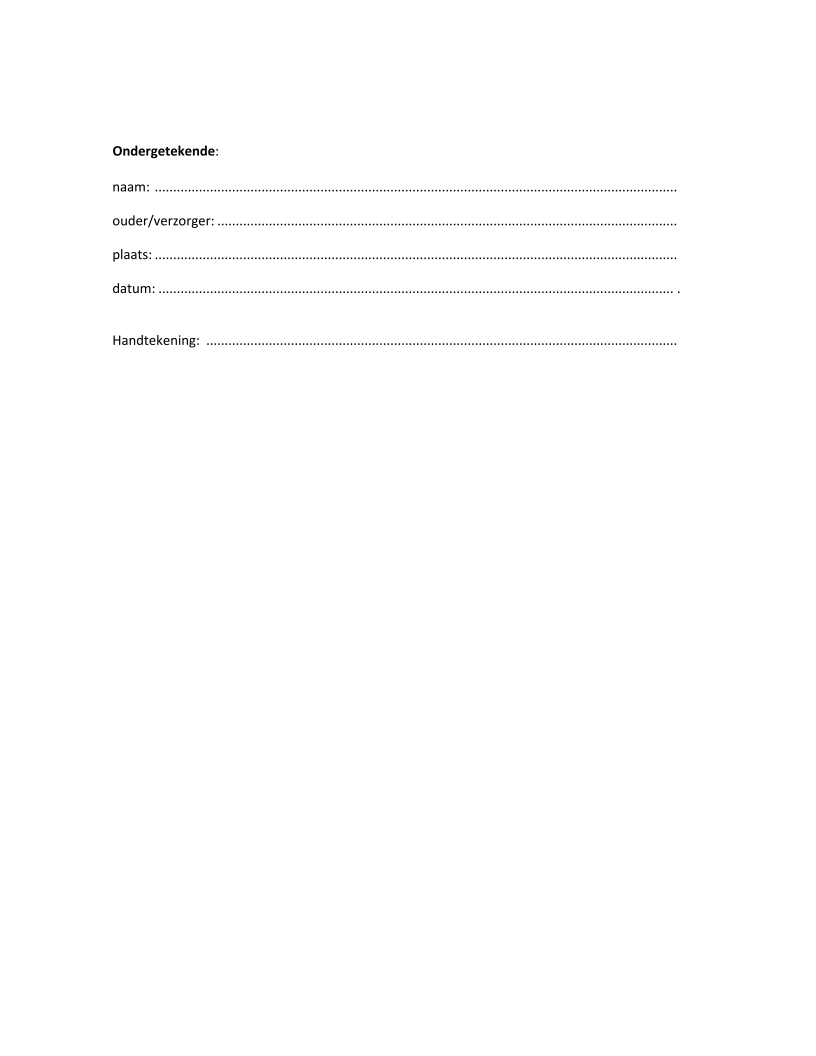 Ondergetekende:
naam: ................................................................................................................................................
ouder/verzorger: ..............................................................................................................................
plaats: ...............................................................................................................................................
datum: ............................................................................................................................................. .
Handtekening: .................................................................................................................................